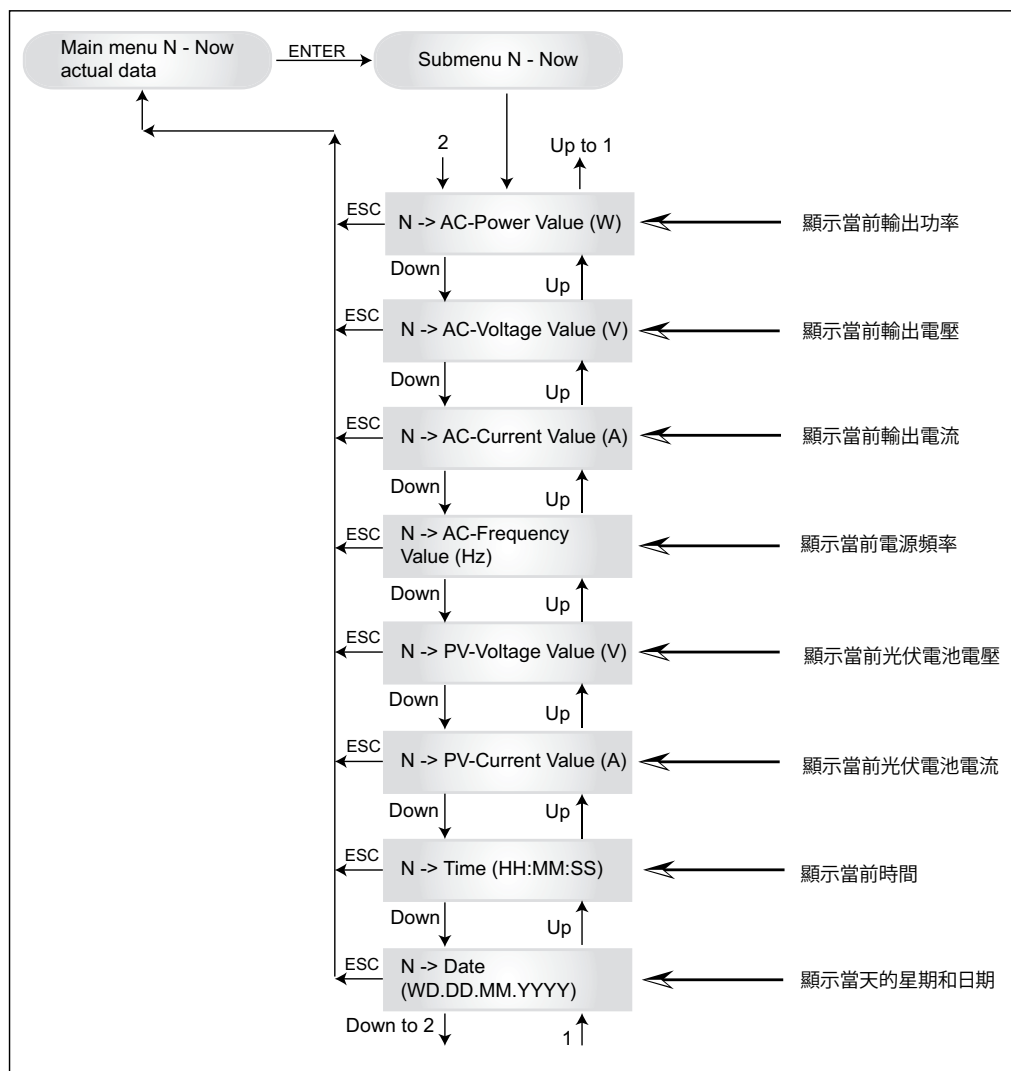 Main menu N - Now
actual data
ENTER
Submenu N - Now
2
Up to 1
ESC
N -> AC-Power Value (W)
顯示當前輸出功率
Down
Up
ESC
N -> AC-Voltage Value (V)
顯示當前輸出電壓
Down
Up
ESC
N -> AC-Current Value (A)
顯示當前輸出電流
Down
Up
ESC
N -> AC-Frequency
Value (Hz)
顯示當前電源頻率
Down
Up
ESC
N -> PV-Voltage Value (V)
顯示當前光伏電池電壓
Down
Up
ESC
N -> PV-Current Value (A)
顯示當前光伏電池電流
Down
Up
ESC
N -> Time (HH:MM:SS)
顯示當前時間
Down
Up
ESC
N -> Date
(WD.DD.MM.YYYY)
顯示當天的星期和日期
Down to 2
1